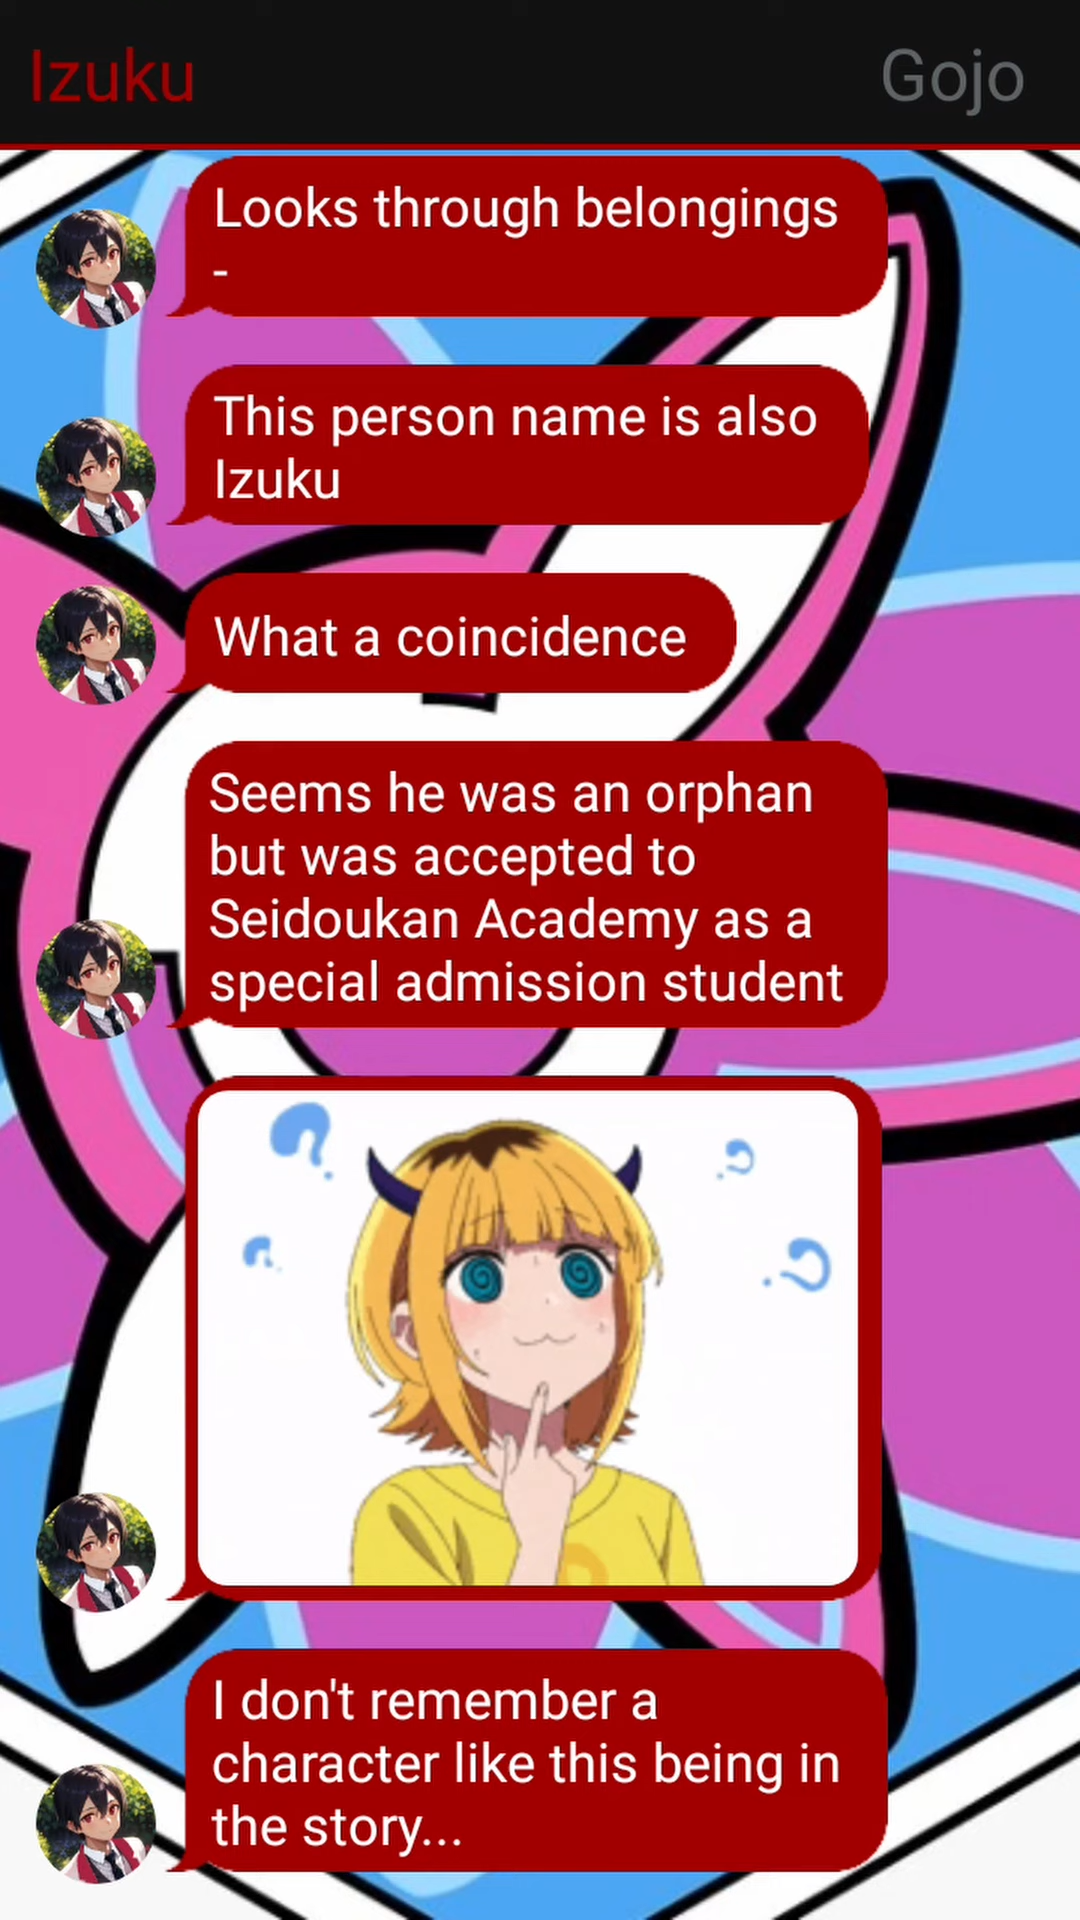 Izuku
Gojo
Looks through belongings
-
This person name is also
Izuku
What a coincidence
Seems he was an orphan
but was accepted to
Seidoukan Academy as a
special admission student
I don't remember a
character like this being in
the story...